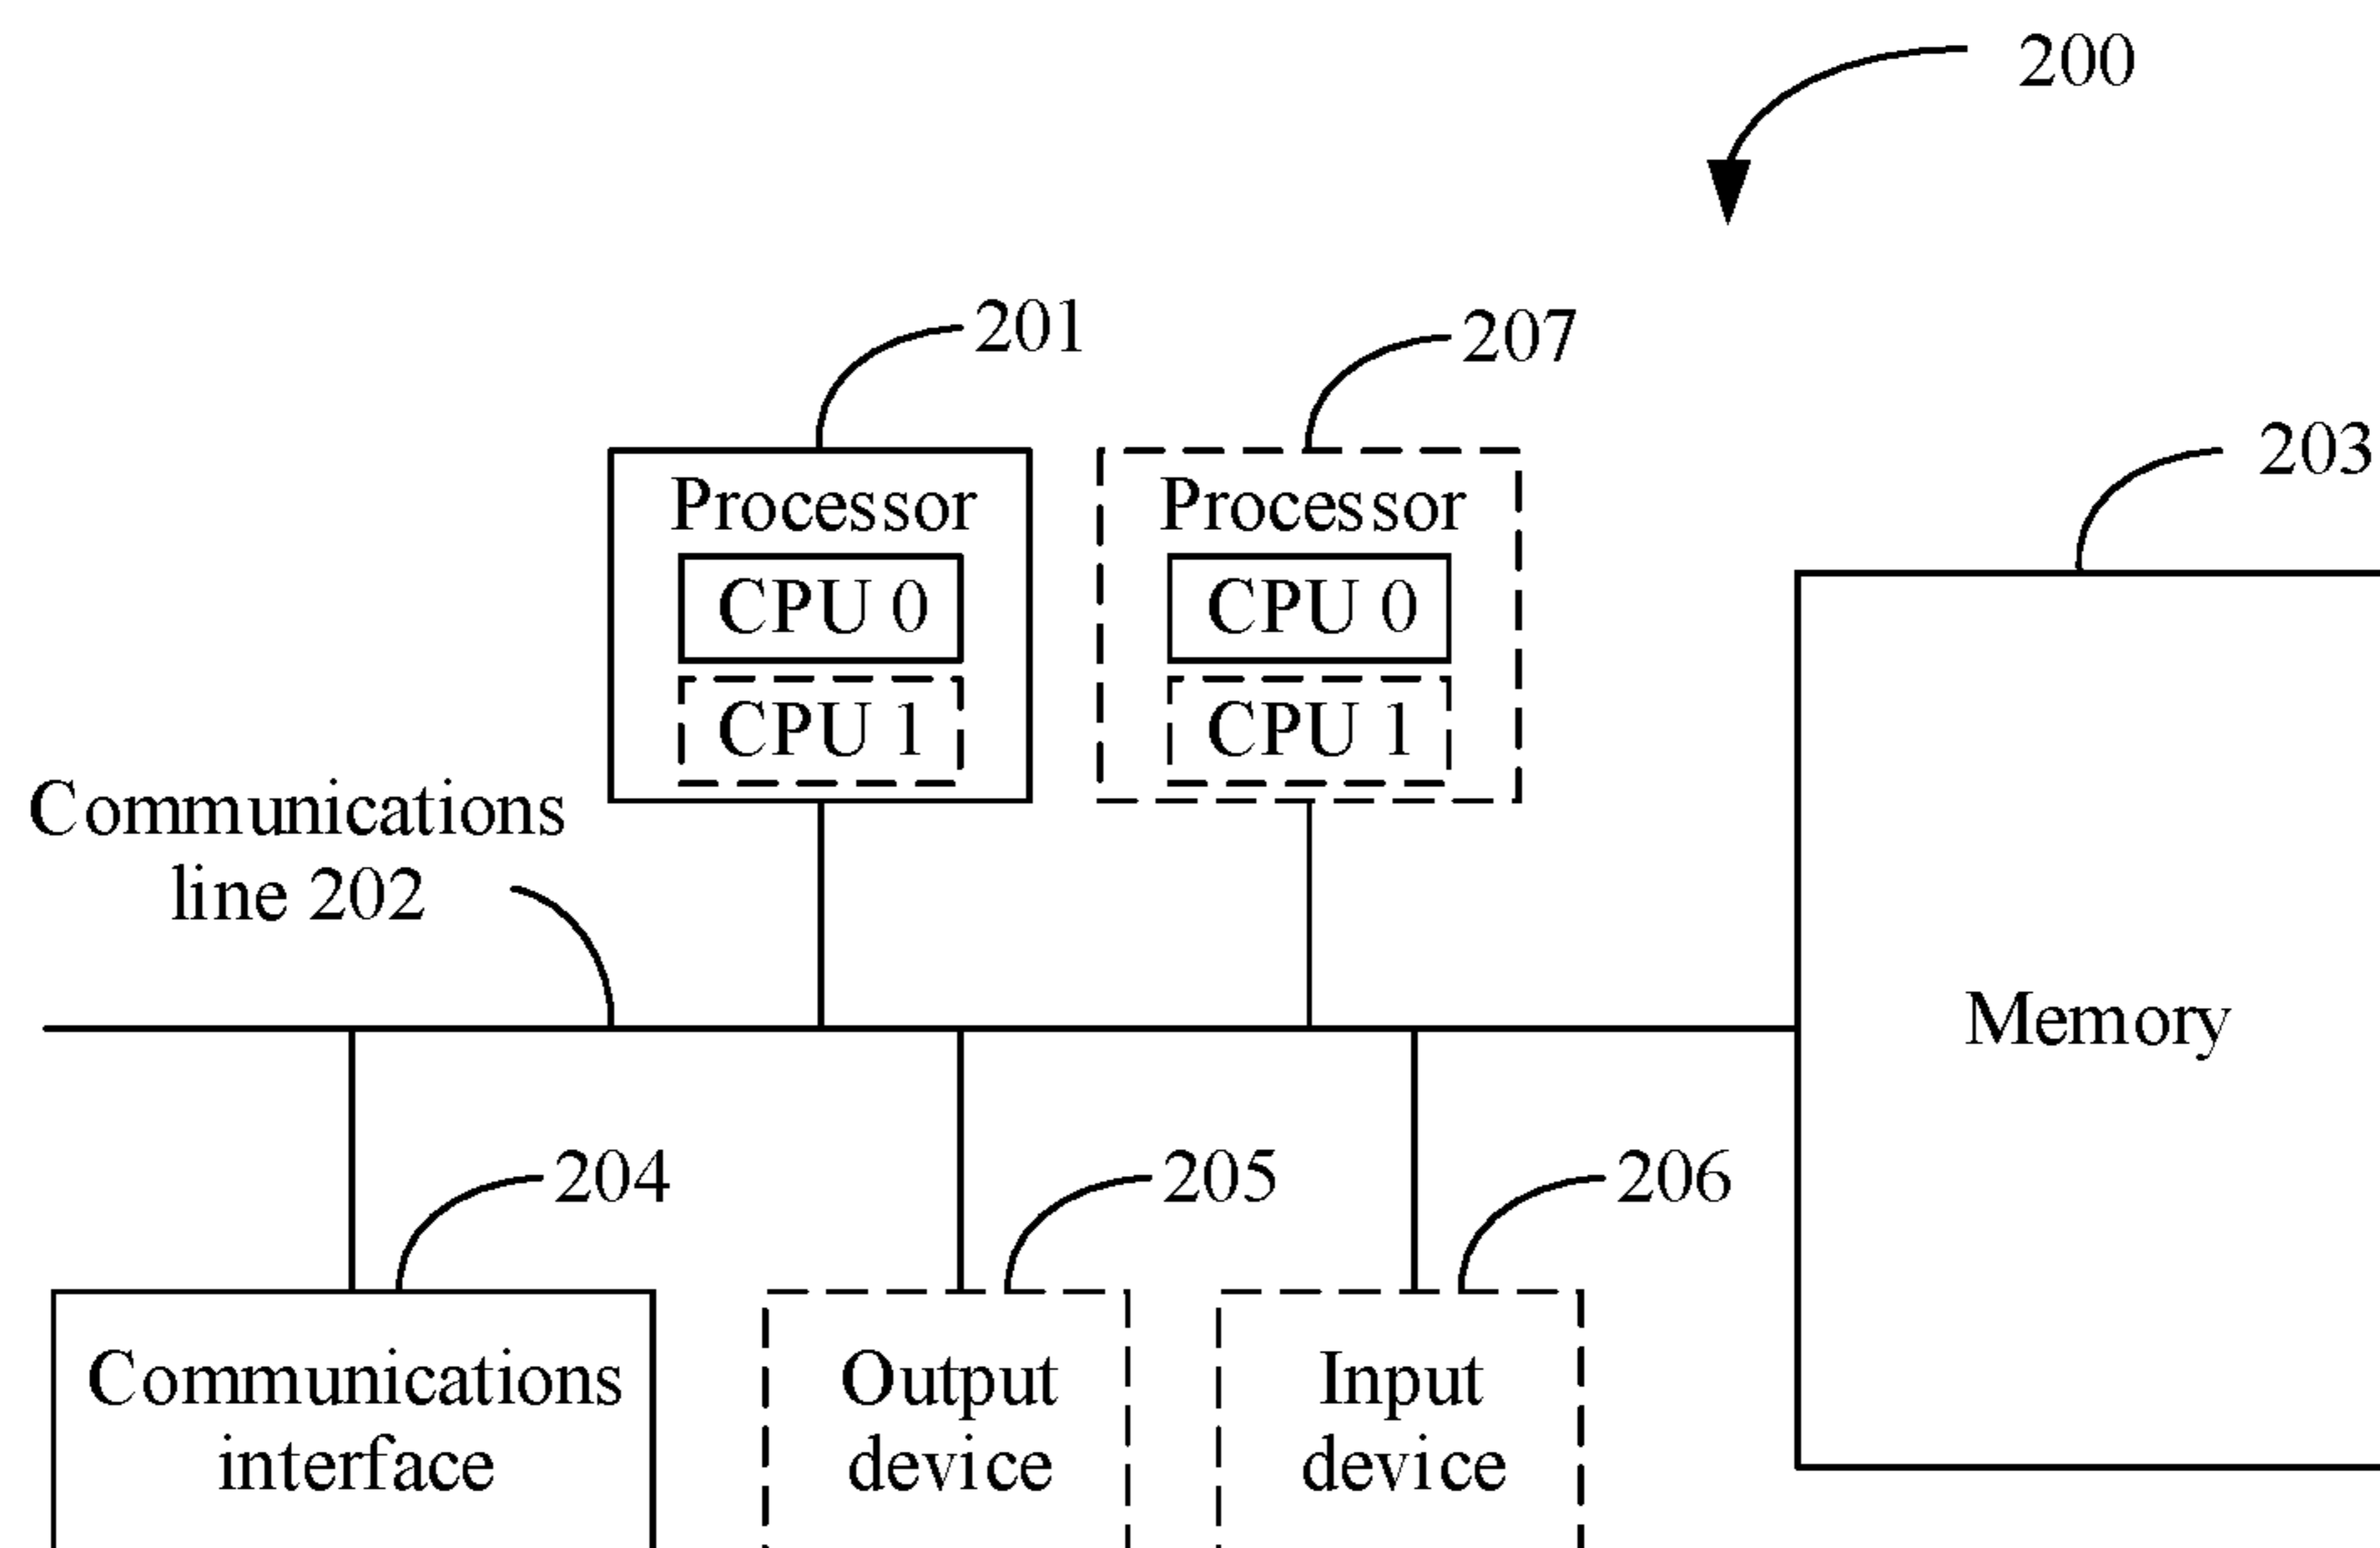 200
201
207
203
Processor
CPU 0
CPU 1
Processor
CPU 0
CPU 1
Communications
line 202
Memory
204
205
206
Communications
interface
Output
device
Input
device